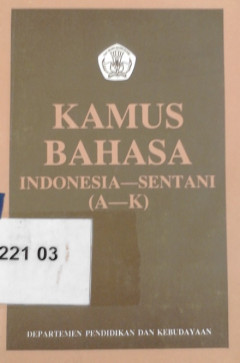 KAMUS
BAHASA
INDONESIA—SENTANI
(A—K)
221 03
DEPARTEMEN PENDIDIKAN DAN KEBUDAYAAN